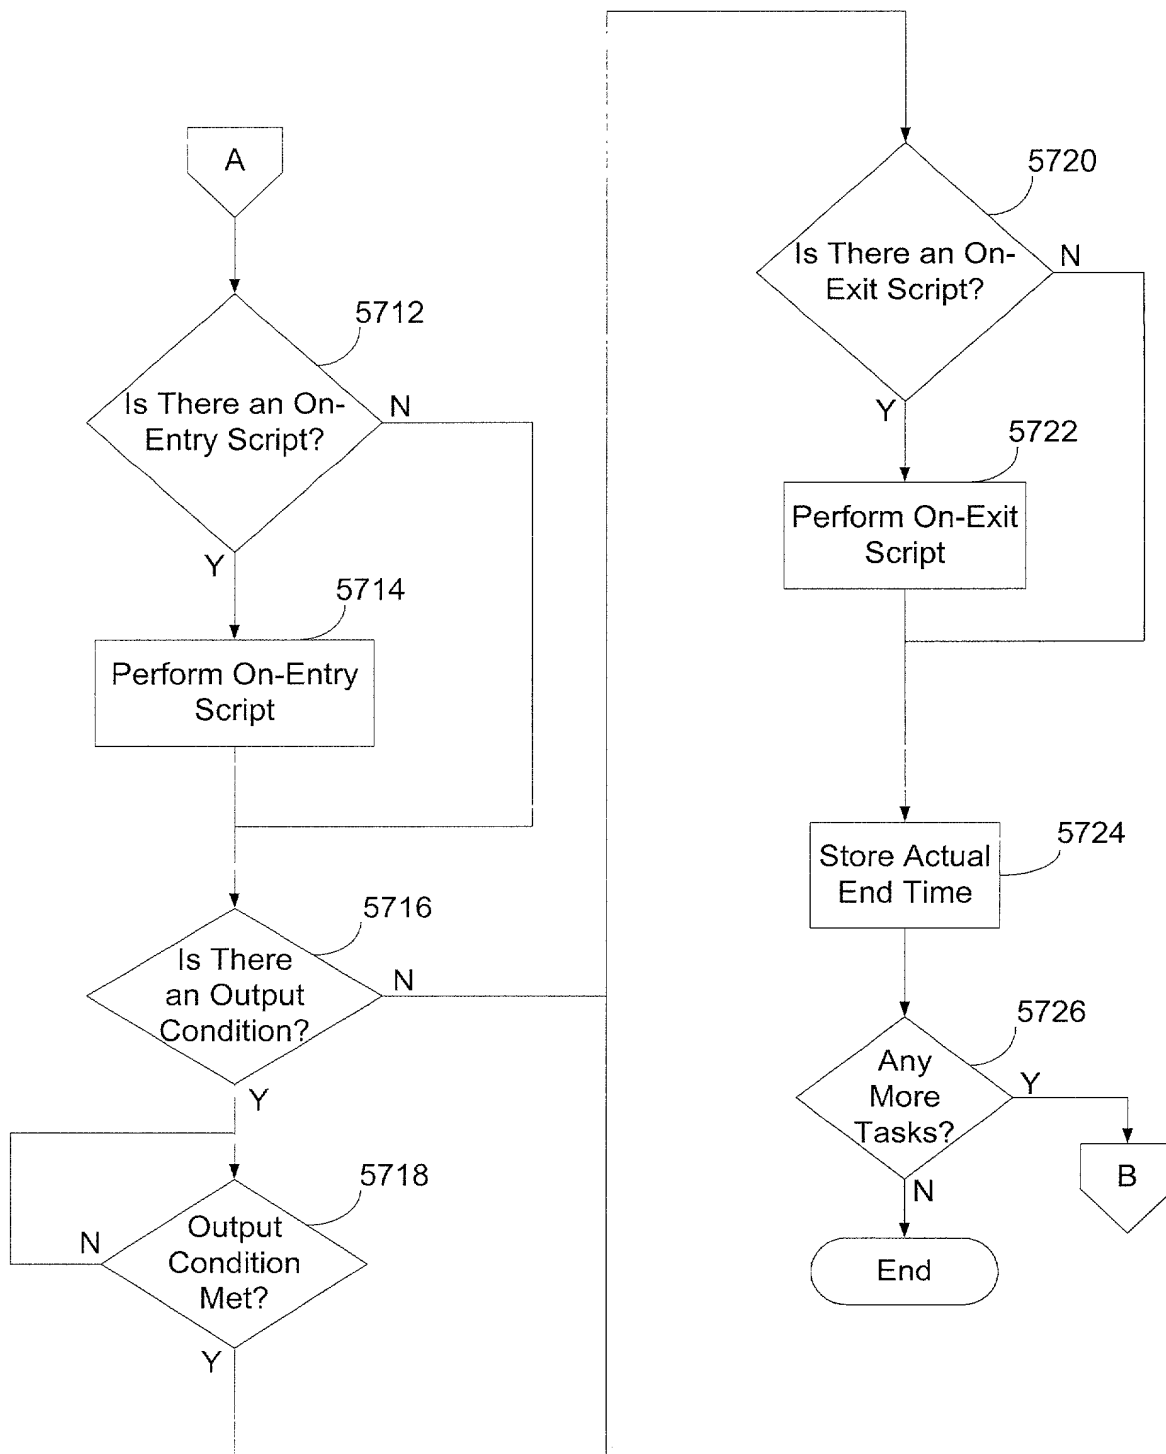 A
5712
Is There an On-
Entry Script?
N
Y
5714
Perform On-Entry
Script
5716
Is There
an Output
Condition?
N
Y
5718
Output
Condition
Met?
N
Y
5720
Is There an On-
Exit Script?
N
Y
5722
Perform On-Exit
Script
5724
Store Actual
End Time
5726
Any
More
Tasks?
Y
B
N
End